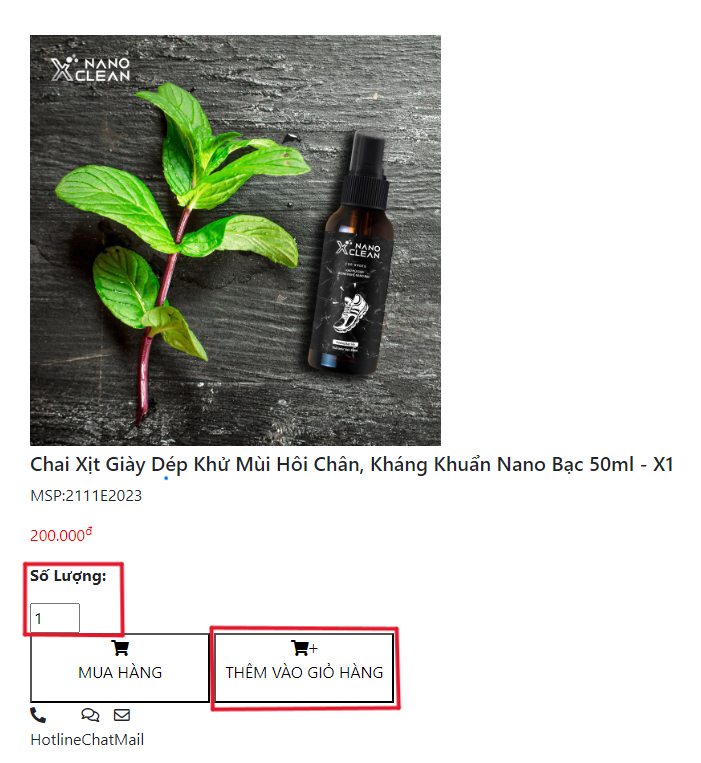 X NANO
CLEAN
X NANO
CLEAN
Chai Xịt Giày Dép Khử Mùi Hôi Chân, Kháng Khuẩn Nano Bạc 50ml - X1
MSP:2111E2023
200.000đ
Số Lượng:
1
+
MUA HÀNG
THÊM VÀO GIỎ HÀNG
HotlineChatMail